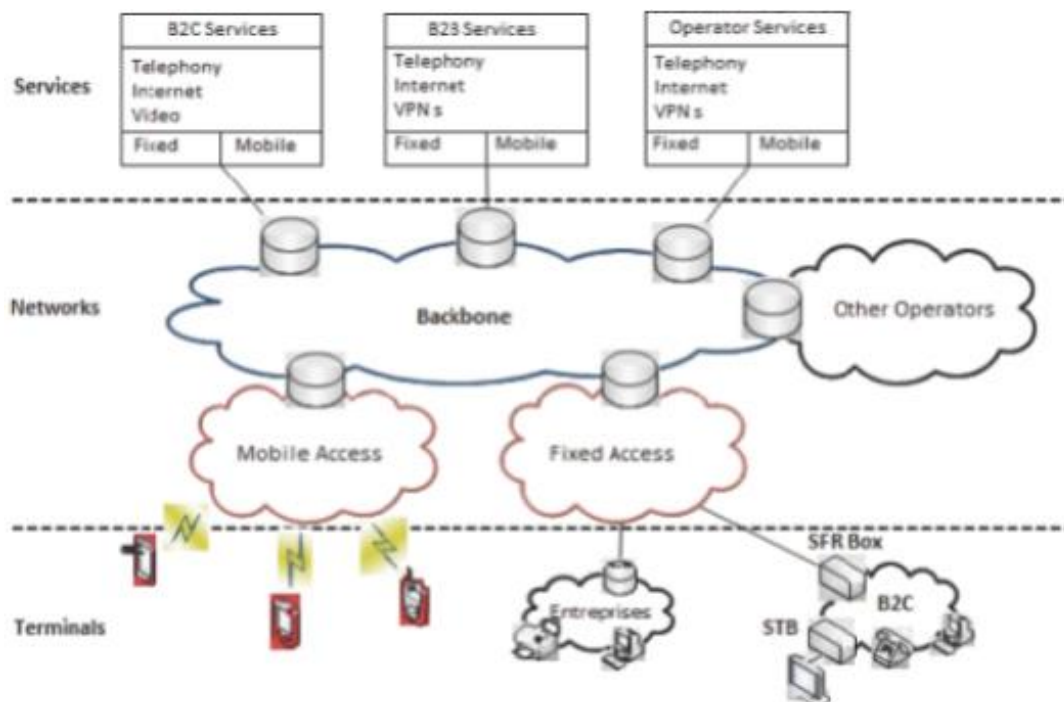 B2C Services
Telephony
Internet
Video
Fixed
Mobile
B2B Services
Telephony
Internet
VPN s
Fixed
Mobile
Operator Services
Telephony
Internet
VPN s
Fixed
Mobile
Services
Networks
Backbone
Other Operators
Mobile Access
Fixed Access
Terminals
Entreprises
SFR Box
B2C
STB